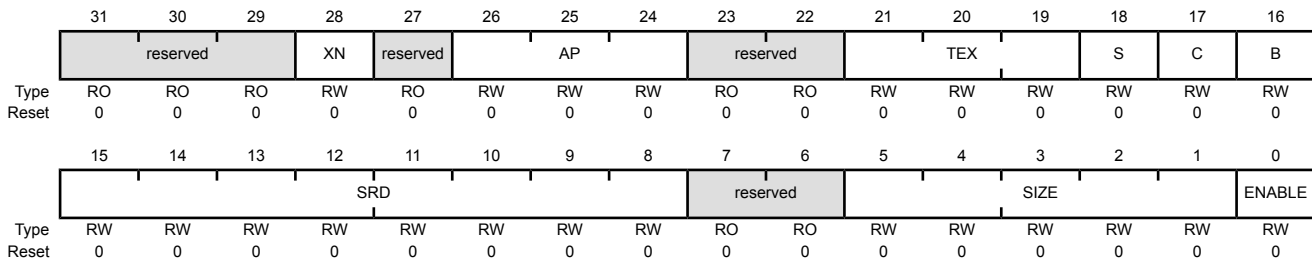 31 30 29 28 27 26 25 24 23 22 21 20 19 18 17 16
reserved XN reserved AP reserved TEX S C B
Type RO RO RO RW RO RW RW RW RO RO RW RW RW RW RW RW
Reset 0 0 0 0 0 0 0 0 0 0 0 0 0 0 0 0
15 14 13 12 11 10 9 8 7 6 5 4 3 2 1 0
SRD reserved SIZE ENABLE
Type RW RW RW RW RW RW RW RW RO RO RW RW RW RW RW RW
Reset 0 0 0 0 0 0 0 0 0 0 0 0 0 0 0 0